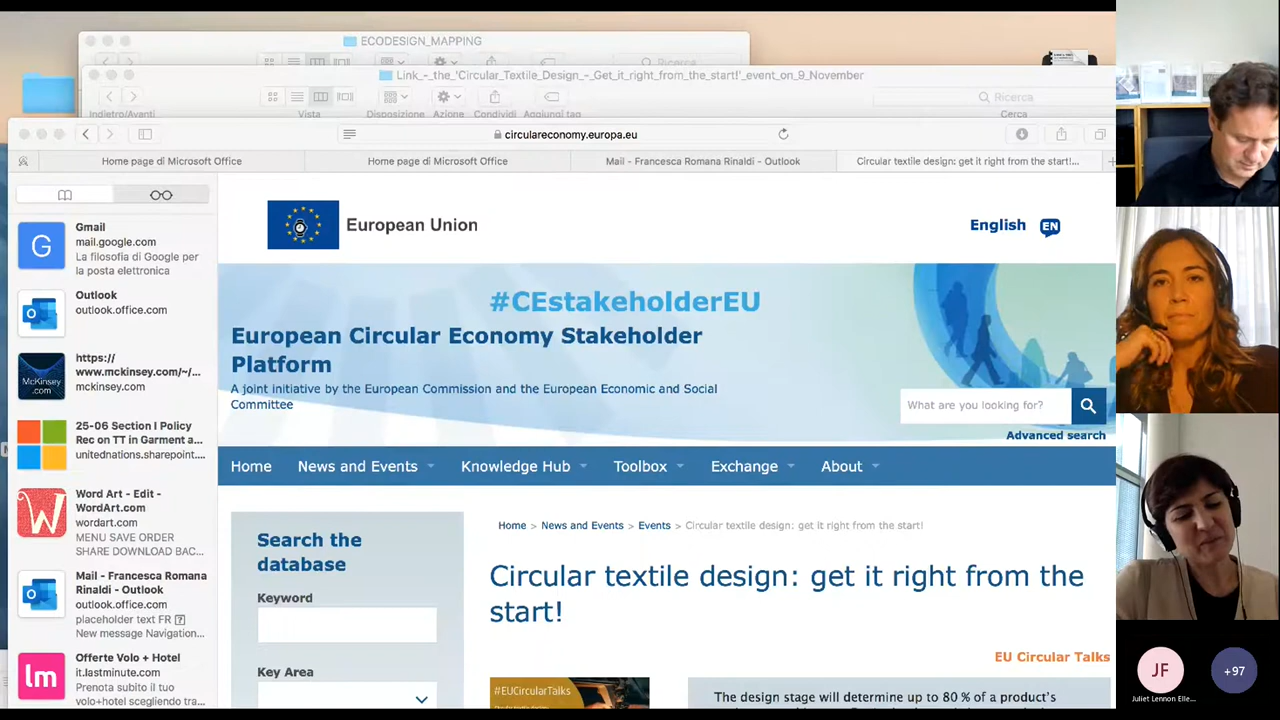 ECODESIGN_MAPPING
Ricerca
Link_-_the_'Circular_Textile_Design_-_Get_it_right_from_the_start!'_event_on_9_November
Ricerca
Indietro/Avanti
Vista
Disposizione
Azione
Condividi
Aggiungi tag
Cerca
circulareconomy.europa.eu
Home page di Microsoft Office
Home page di Microsoft Office
Mail - Francesca Romana Rinaldi - Outlook
Circular textile design: get it right from the start!...
Gmail
mail.google.com
La filosofia di Google per
la posta elettronica
Outlook
outlook.office.com
McKinsey
.com
https://
www.mckinsey.com/~/...
mckinsey.com
25-06 Section I Policy
Rec on TT in Garment a...
unitednations.sharepoint....
Word Art - Edit -
WordArt.com
wordart.com
MENU SAVE ORDER
SHARE DOWNLOAD BAC...
Mail - Francesca Romana
Rinaldi - Outlook
outlook.office.com
placeholder text FR ?
New message Navigation...
lm
Offerte Volo + Hotel
it.lastminute.com
Prenota subito il tuo
volo+hotel scegliendo tra...
European Union
English EN
#CEstakeholderEU
European Circular Economy Stakeholder
Platform
A joint initiative by the European Commission and the European Economic and Social
Committee
What are you looking for?
Advanced search
Home
News and Events
Knowledge Hub
Toolbox
Exchange
About
Search the
database
Keyword
Key Area
Home > News and Events > Events > Circular textile design: get it right from the start!
Circular textile design: get it right from the
start!
EU Circular Talks
#EUCircularTalks
The design stage will determine up to 80 % of a product's
JF
+97
Juliet Lennon Elle...